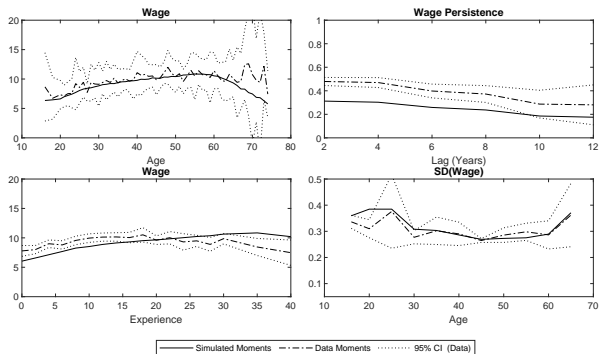 Wage
20
15
10
5
0
10 20 30 40 50 60 70 80
Age
Wage Persistence
1
0.8
0.6
0.4
0.2
0
2 4 6 8 10 12
Lag (Years)
Wage
20
15
10
5
0
0 5 10 15 20 25 30 35 40
Experience
SD(Wage)
0.5
0.4
0.3
0.2
0.1
10 20 30 40 50 60 70
Age
Simulated Moments Data Moments 95% CI (Data)